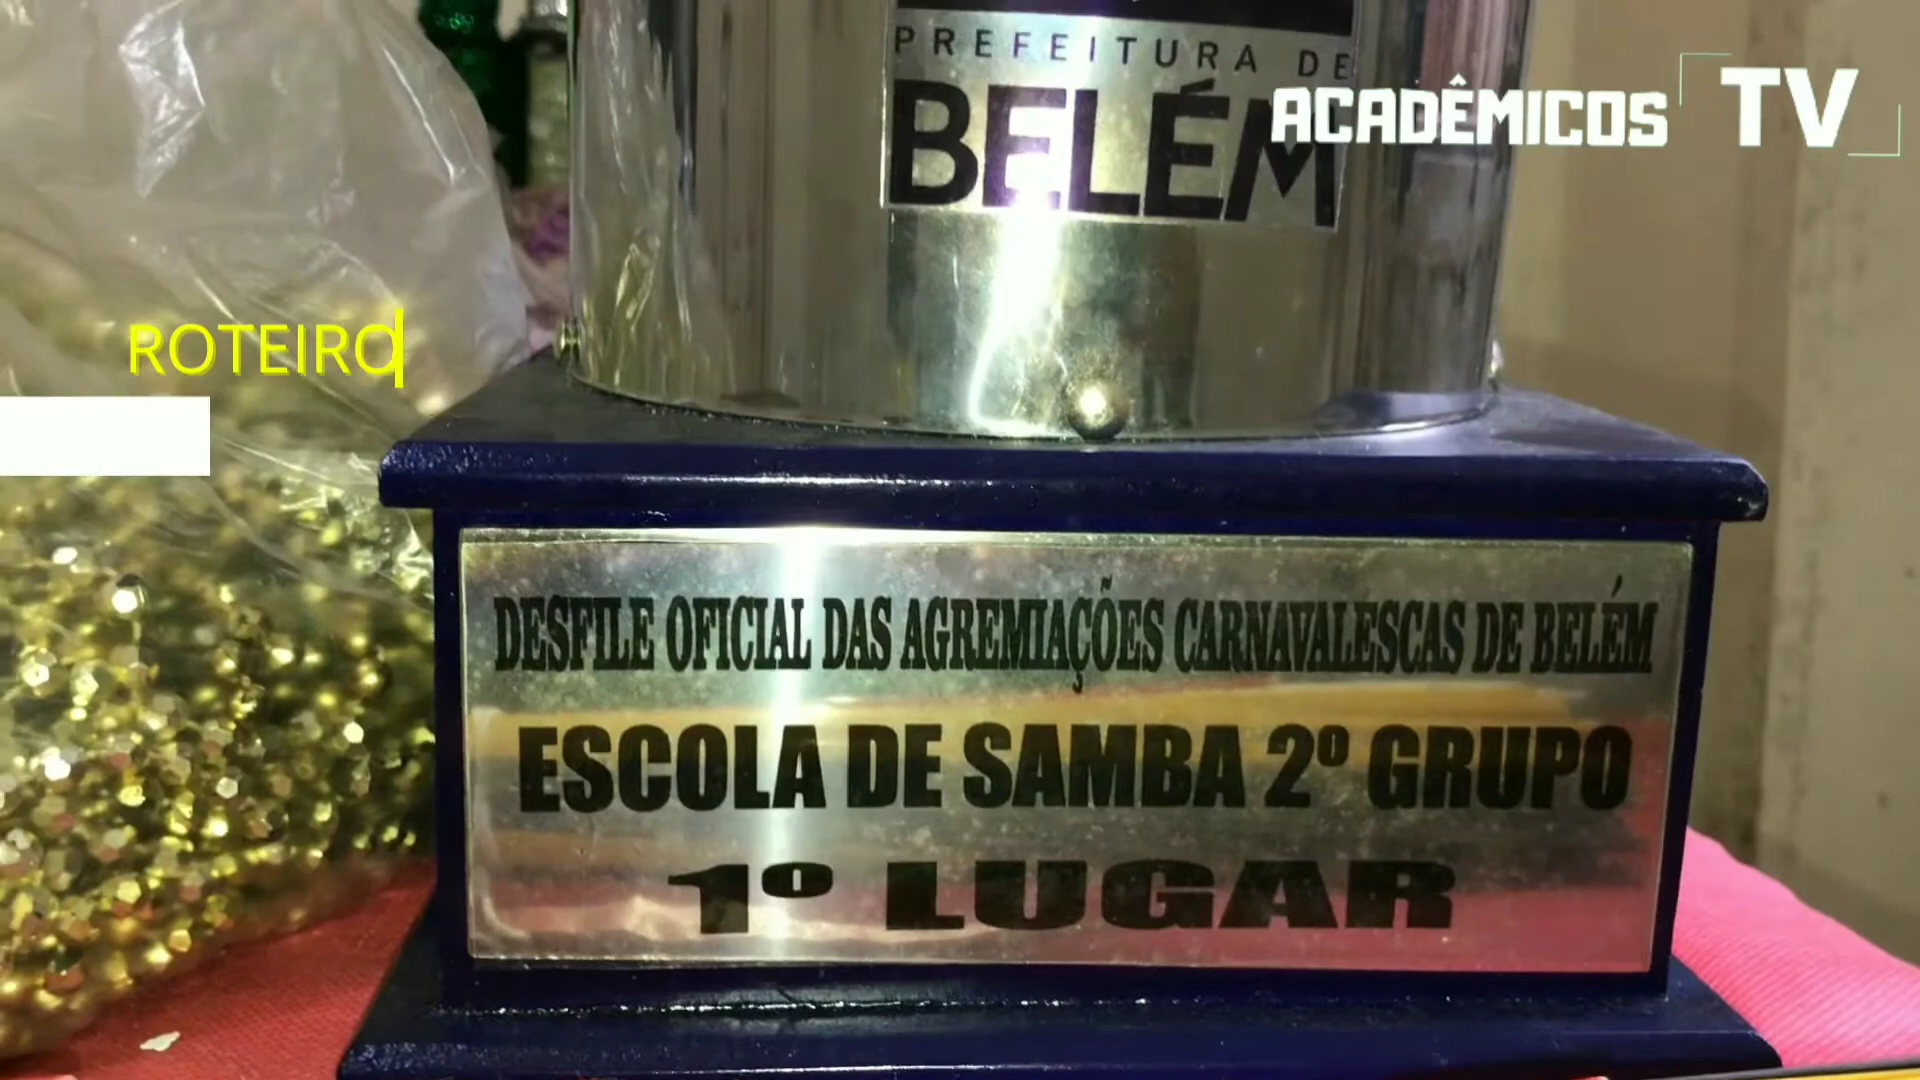 PREFEITURA DE
BELÉM
ACADÊMICOS TV
ROTEIRO
DESFILE OFICIAL DAS AGREMIAÇÕES CARNAVALESCAS DE BELÉM
ESCOLA DE SAMBA 2º GRUPO
1º LUGAR